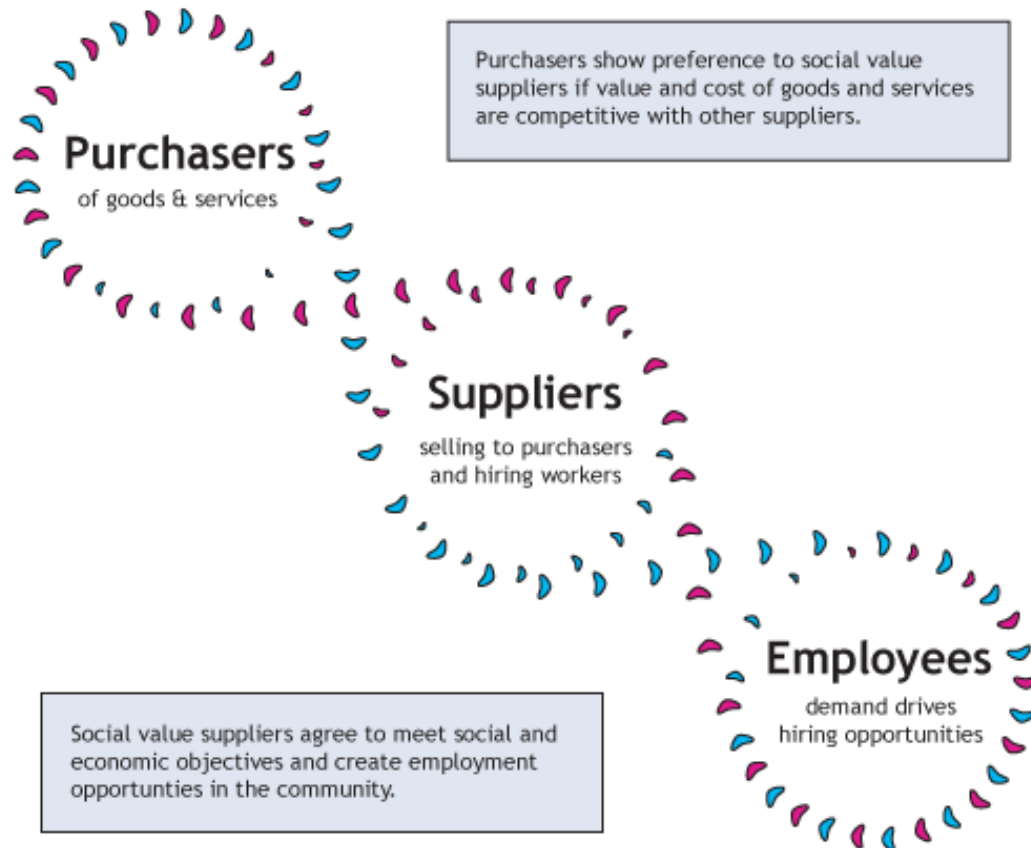 Purchasers show preference to social value
suppliers if value and cost of goods and services
are competitive with other suppliers.
Purchasers
of goods & services
Suppliers
selling to purchasers
and hiring workers
Employees
demand drives
hiring opportunities
Social value suppliers agree to meet social and
economic objectives and create employment
opportunties in the community.